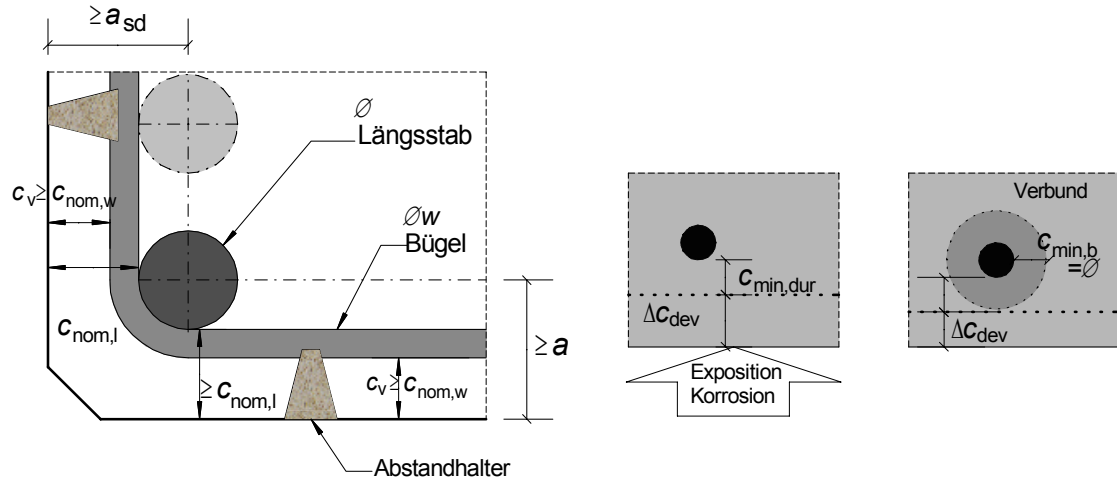 ≥a_sd
Ø
Längsstab
c_v ≥ c_nom,w
Øw
Bügel
c_nom,l
≥ c_nom,l
c_v ≥ c_nom,w
≥ a
Abstandhalter
c_min,dur
Δc_dev
Exposition
Korrosion
Verbund
c_min,b
=Ø
Δc_dev